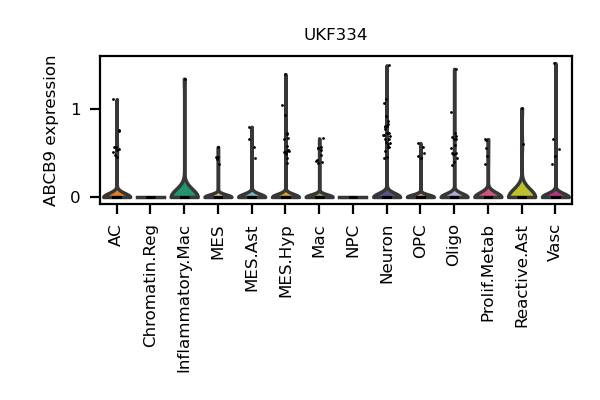 UKF334
ABCB9 expression
1
0
AC
Chromatin.Reg
Inflammatory.Mac
MES
MES.Ast
MES.Hyp
Mac
NPC
Neuron
OPC
Oligo
Prolif.Metab
Reactive.Ast
Vasc